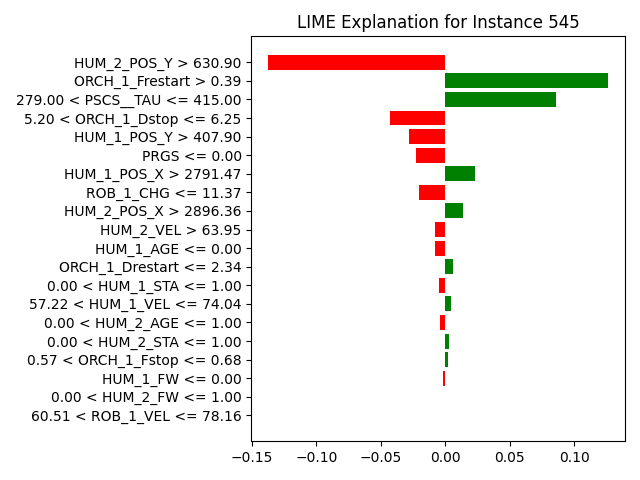 LIME Explanation for Instance 545
HUM_2_POS_Y > 630.90
ORCH_1_Frestart > 0.39
279.00 < PSCS__TAU <= 415.00
5.20 < ORCH_1_Dstop <= 6.25
HUM_1_POS_Y > 407.90
PRGS <= 0.00
HUM_1_POS_X > 2791.47
ROB_1_CHG <= 11.37
HUM_2_POS_X > 2896.36
HUM_2_VEL > 63.95
HUM_1_AGE <= 0.00
ORCH_1_Drestart <= 2.34
0.00 < HUM_1_STA <= 1.00
57.22 < HUM_1_VEL <= 74.04
0.00 < HUM_2_AGE <= 1.00
0.00 < HUM_2_STA <= 1.00
0.57 < ORCH_1_Fstop <= 0.68
HUM_1_FW <= 0.00
0.00 < HUM_2_FW <= 1.00
60.51 < ROB_1_VEL <= 78.16
−0.15 −0.10 −0.05 0.00 0.05 0.10